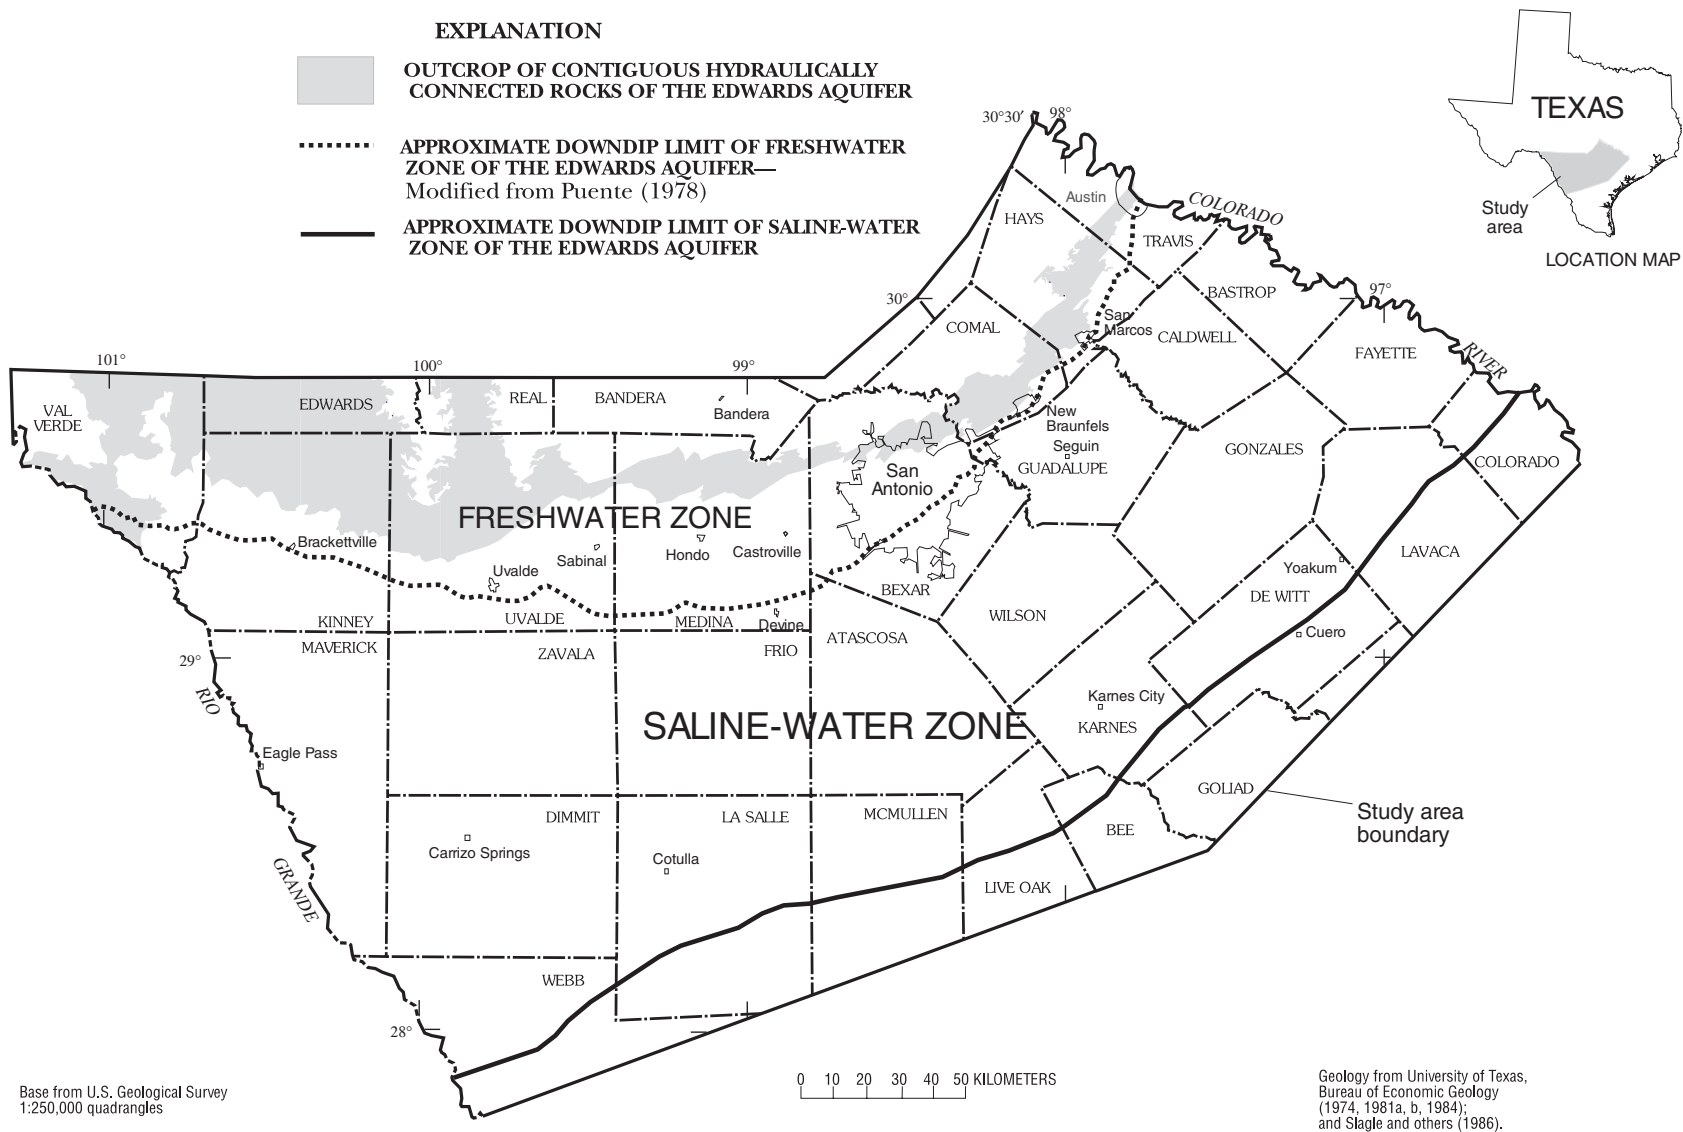 EXPLANATION
OUTCROP OF CONTIGUOUS HYDRAULICALLY
CONNECTED ROCKS OF THE EDWARDS AQUIFER
APPROXIMATE DOWNDIP LIMIT OF FRESHWATER
ZONE OF THE EDWARDS AQUIFER—
Modified from Puente (1978)
APPROXIMATE DOWNDIP LIMIT OF SALINE-WATER
ZONE OF THE EDWARDS AQUIFER
TEXAS
Study
area
LOCATION MAP
30°30′
98°
Austin
COLORADO
HAYS
TRAVIS
30°
BASTROP
97°
San
Marcos
COMAL
CALDWELL
FAYETTE
RIVER
101°
100°
99°
VAL
VERDE
EDWARDS
REAL
BANDERA
Bandera
New
Braunfels
Seguin
GUADALUPE
GONZALES
COLORADO
San
Antonio
FRESHWATER ZONE
Brackettville
Uvalde
Sabinal
Hondo
Castroville
LAVACA
Yoakum
DE WITT
BEXAR
WILSON
KINNEY
UVALDE
MEDINA
Devine
ATASCOSA
Cuero
MAVERICK
ZAVALA
FRIO
29°
RIO
Karnes City
KARNES
SALINE-WATER ZONE
Eagle Pass
GOLIAD
Study area
boundary
DIMMIT
LA SALLE
MCMULLEN
BEE
Carrizo Springs
Cotulla
LIVE OAK
GRANDE
WEBB
28°
0 10 20 30 40 50 KILOMETERS
Base from U.S. Geological Survey
1:250,000 quadrangles
Geology from University of Texas,
Bureau of Economic Geology
(1974, 1981a, b, 1984);
and Slagle and others (1986).